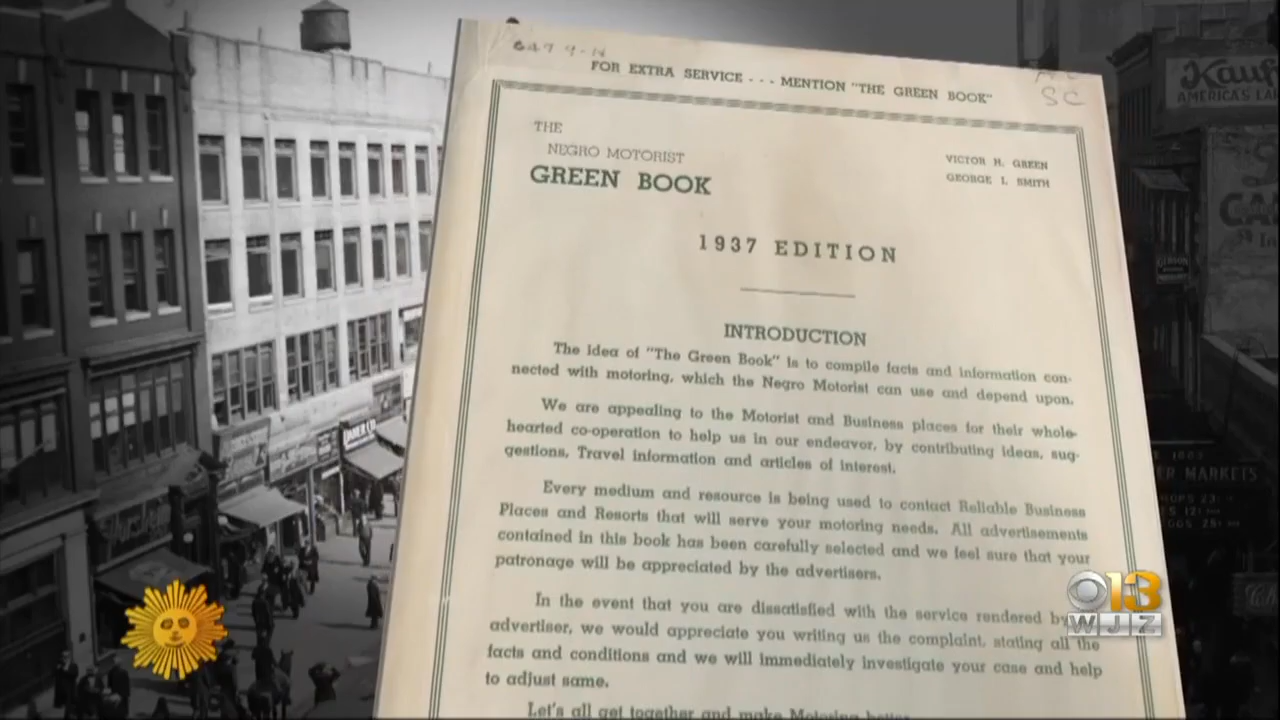 FOR EXTRA SERVICE - - - MENTION "THE GREEN BOOK"
SC
THE
NEGRO MOTORIST
GREEN BOOK
VICTOR H. GREEN
GEORGE I. SMITH
1937 EDITION
INTRODUCTION
The idea of "The Green Book" is to compile facts and information con-
nected with motoring, which the Negro Motorist can use and depend upon.
We are appealing to the Motorist and Business places for their whole-
hearted co-operation to help us in our endeavor, by contributing ideas, sug-
gestions, Travel information and articles of interest.
Every medium and resource is being used to contact Reliable Business
Places and Resorts that will serve your motoring needs. All advertisements
contained in this book has been carefully selected and we feel sure that your
patronage will be appreciated by the advertisers.
In the event that you are dissatisfied with the service rendered by
advertiser, we would appreciate you writing us the complaint, stating all the
facts and conditions and we will immediately investigate your case and help
to adjust same.
Let's all get together and make Motoring better
Kauf
AMERICA'S LA
CA
ER MARKETS
13
WJZ